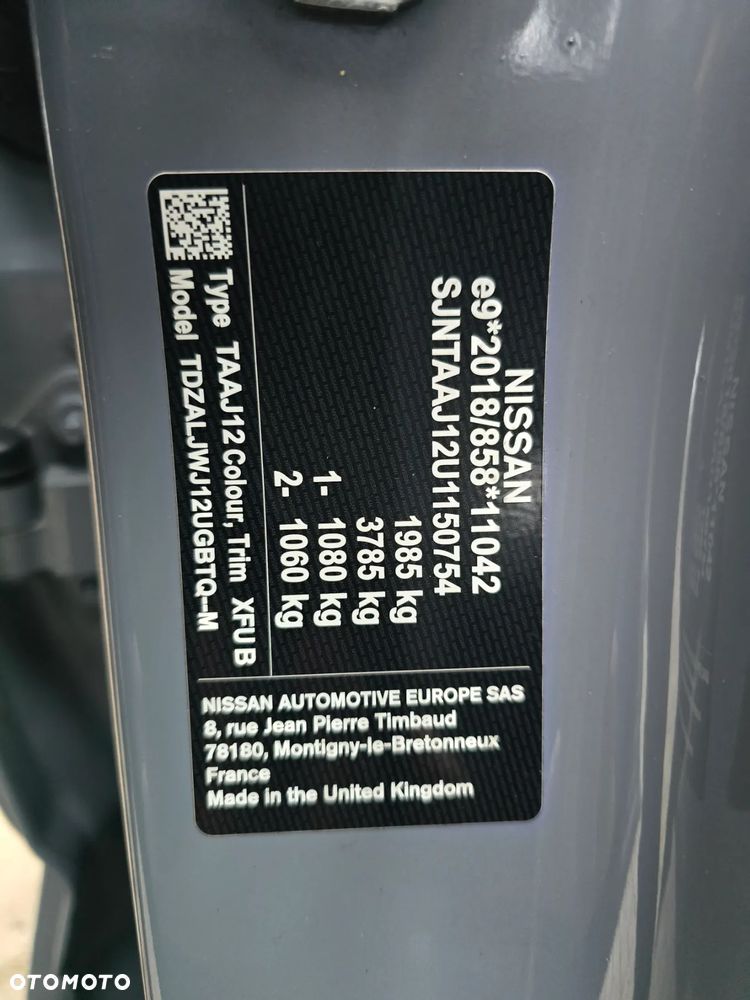 NISSAN
e9*2018/858*11042
SJNTAAJ12U1150754
1985 kg
3785 kg
1- 1080 kg
2- 1060 kg
Type TAAJ12 Colour, Trim XFU B
Model TDZALJWJ12UGBTQ--M
NISSAN AUTOMOTIVE EUROPE SAS
8, rue Jean Pierre Timbaud
78180, Montigny-le-Bretonneux
France
Made in the United Kingdom
OTOMOTO